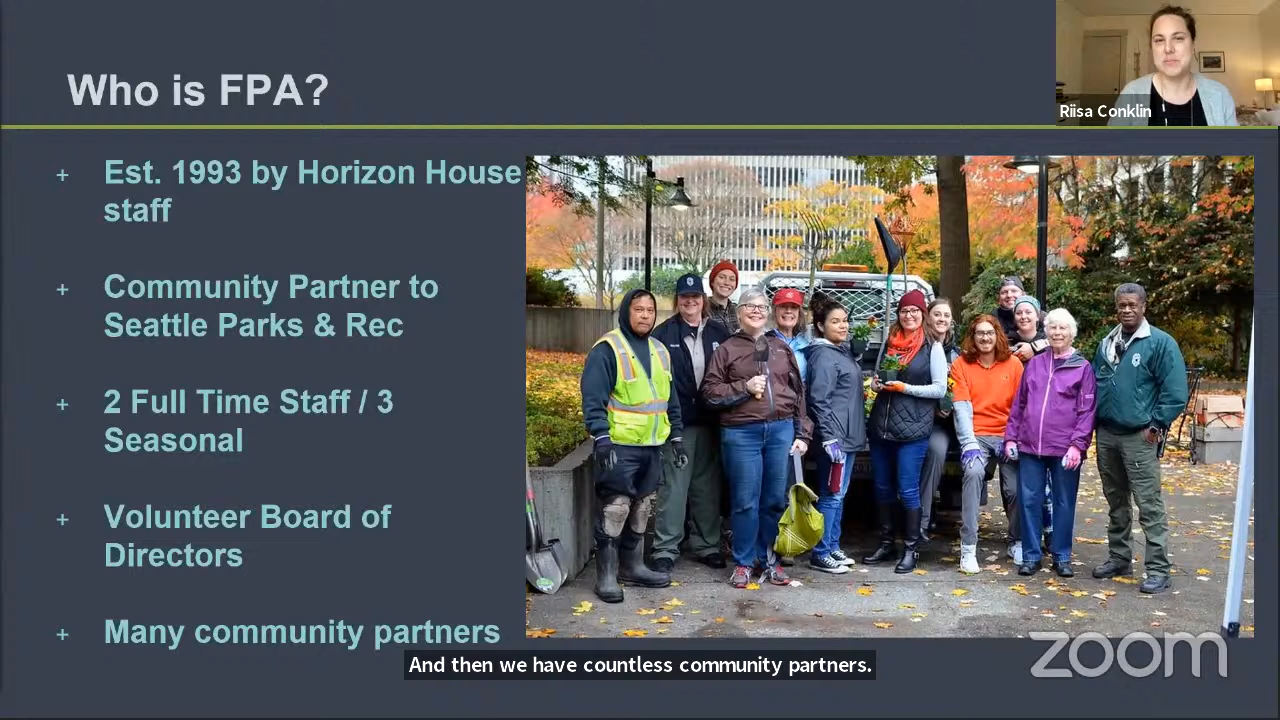 Who is FPA?
Riisa Conklin
+ Est. 1993 by Horizon House
staff
+ Community Partner to
Seattle Parks & Rec
+ 2 Full Time Staff / 3
Seasonal
+ Volunteer Board of
Directors
+ Many community partners
And then we have countless community partners.
zoom